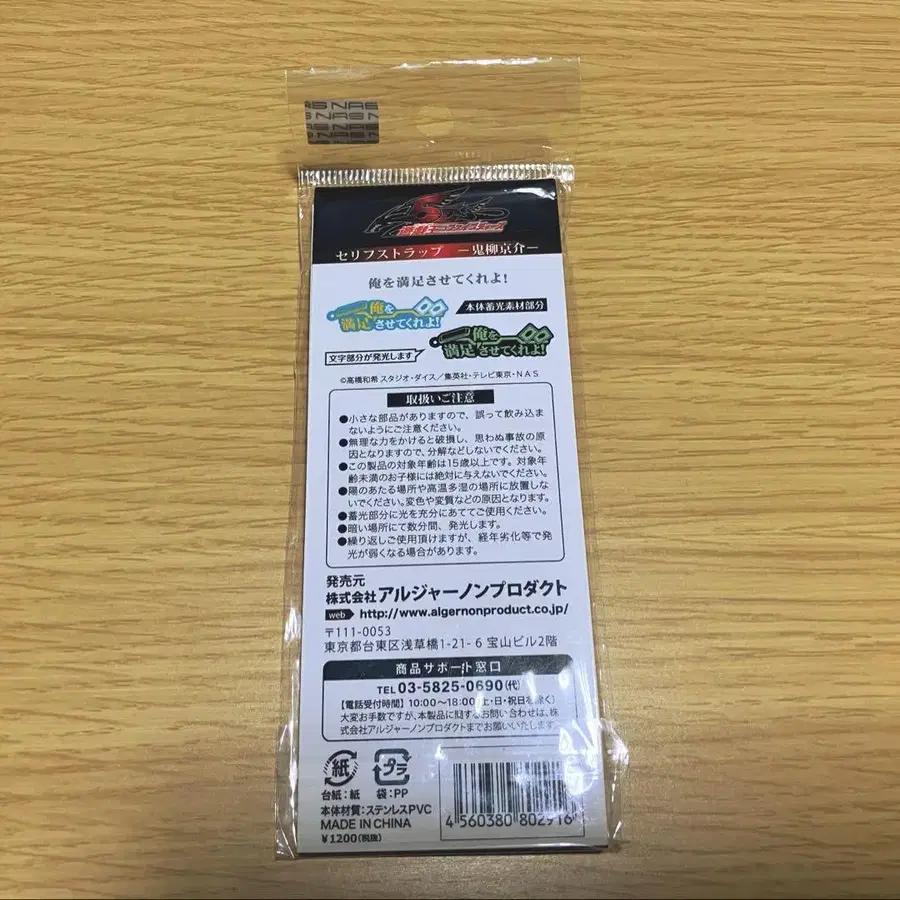 S NAS
S NAS N
5D's
遊戯王ファイブディーズ
セリフストラップ ー鬼柳京介ー
俺を満足させてくれよ!
俺を
満足させてくれよ!
本体蓄光素材部分
俺を
満足させてくれよ!
文字部分が発光します
©高橋和希 スタジオ・ダイス/集英社・テレビ東京・NAS
取扱いご注意
●小さな部品がありますので、誤って飲み込ま
ないようにご注意ください。
●無理な力をかけると破損し、思わぬ事故の原
因となりますので、分解などしないでください。
●この製品の対象年齢は15歳以上です。対象年
齢未満のお子様には絶対に与えないでください。
●陽のあたる場所や高温多湿の場所に放置しな
いでください。変色や変質などの原因となります。
●蓄光部分に光を充分にあててご使用ください。
●暗い場所にて数分間、発光します。
●繰り返しご使用頂けますが、経年劣化等で発
光が弱くなる場合があります。
発売元
株式会社アルジャーノンプロダクト
web http://www.algernonproduct.co.jp/
〒111-0053
東京都台東区浅草橋1-21-6 宝山ビル2階
商品サポート窓口
TEL 03-5825-0690(代)
【電話受付時間】10:00〜18:00(土・日・祝日を除く)
大変お手数ですが、本製品に関するお問い合わせは、株
式会社アルジャーノンプロダクトまでお願いいたします。
紙 プラ
台紙:紙 袋:PP
本体材質:ステンレスPVC
MADE IN CHINA
¥1200(税抜)
4 560380 802916